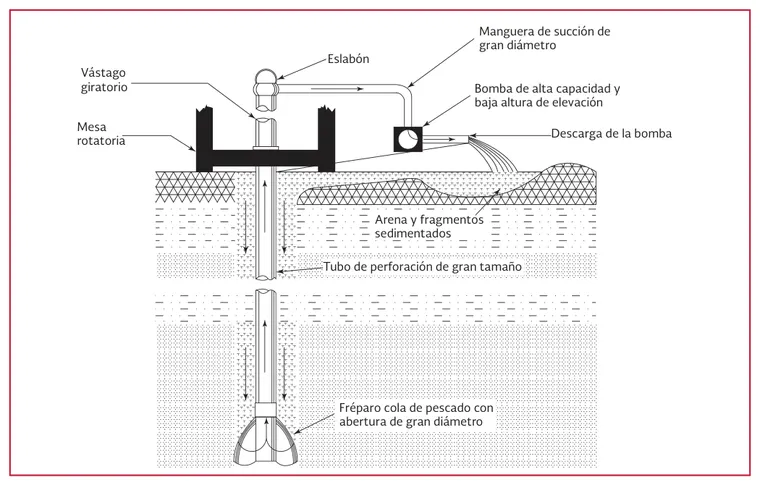 Manguera de succión de
gran diámetro
Eslabón
Vástago
giratorio
Bomba de alta capacidad y
baja altura de elevación
Mesa
rotatoria
Descarga de la bomba
Arena y fragmentos
sedimentados
Tubo de perforación de gran tamaño
Fréparo cola de pescado con
abertura de gran diámetro